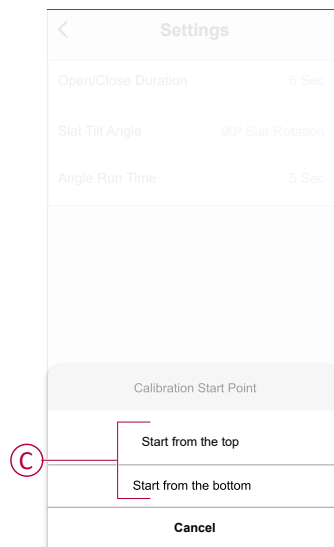 Settings
Open/Close Duration 6 Sec
Slat Tilt Angle 90º Slat Rotation
Angle Run Time 5 Sec
Calibration Start Point
Start from the top
C
Start from the bottom
Cancel